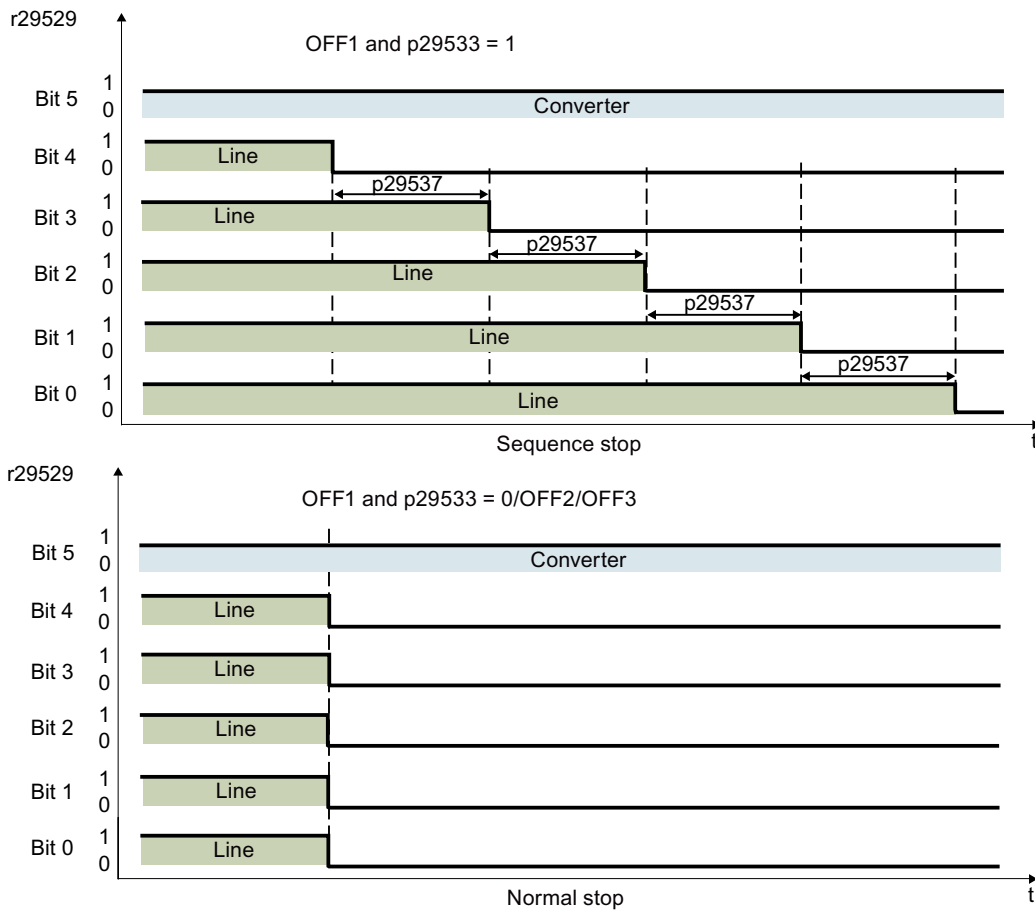 r29529
OFF1 and p29533 = 1
Bit 5 1 0 Converter
Bit 4 1 0 Line
p29537
Bit 3 1 0 Line
p29537
Bit 2 1 0 Line
p29537
Bit 1 1 0 Line
p29537
Bit 0 1 0 Line
Sequence stop t
r29529
OFF1 and p29533 = 0/OFF2/OFF3
Bit 5 1 0 Converter
Bit 4 1 0 Line
Bit 3 1 0 Line
Bit 2 1 0 Line
Bit 1 1 0 Line
Bit 0 1 0 Line
Normal stop t